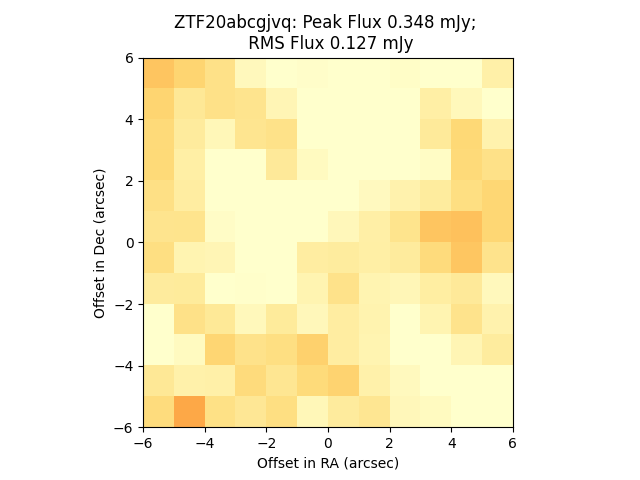 ZTF20abcgjvq: Peak Flux 0.348 mJy;
RMS Flux 0.127 mJy
6
4
2
0
−2
−4
−6
Offset in Dec (arcsec)
−6 −4 −2 0 2 4 6
Offset in RA (arcsec)